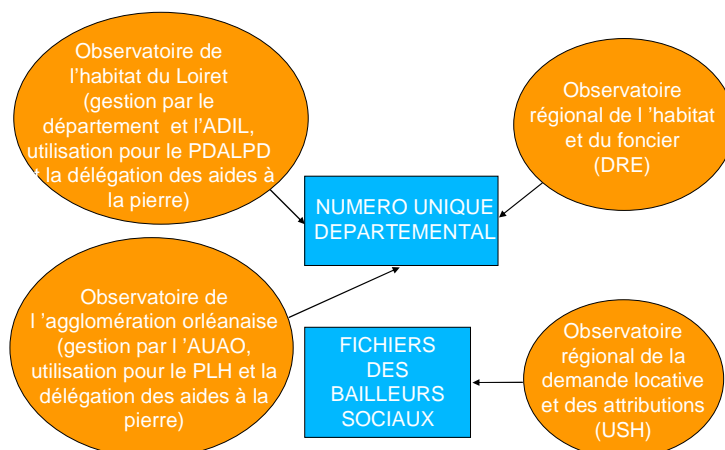 Observatoire de
l'habitat du Loiret
(gestion par le
département et l'ADIL,
utilisation pour le PDALPD
et la délégation des aides à
la pierre)
Observatoire
régional de l 'habitat
et du foncier
(DRE)
NUMERO UNIQUE
DEPARTEMENTAL
Observatoire de
l 'agglomération orléanaise
(gestion par l 'AUAO,
utilisation pour le PLH et la
délégation des aides à la
pierre)
FICHIERS
DES
BAILLEURS
SOCIAUX
Observatoire
régional de la
demande locative
et des attributions
(USH)